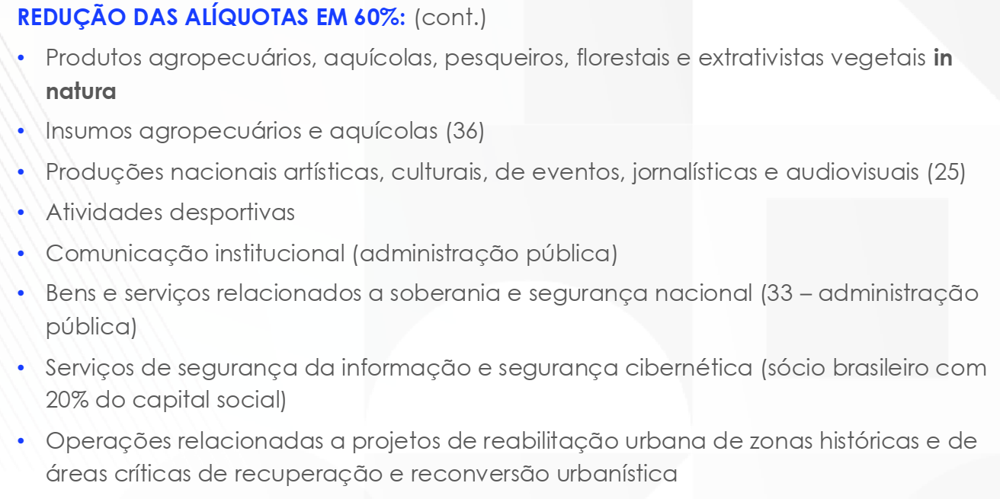 REDUÇÃO DAS ALÍQUOTAS EM 60%: (cont.)
• Produtos agropecuários, aquícolas, pesqueiros, florestais e extrativistas vegetais in
natura
• Insumos agropecuários e aquícolas (36)
• Produções nacionais artísticas, culturais, de eventos, jornalísticas e audiovisuais (25)
• Atividades desportivas
• Comunicação institucional (administração pública)
• Bens e serviços relacionados a soberania e segurança nacional (33 – administração
pública)
• Serviços de segurança da informação e segurança cibernética (sócio brasileiro com
20% do capital social)
• Operações relacionadas a projetos de reabilitação urbana de zonas históricas e de
áreas críticas de recuperação e reconversão urbanística